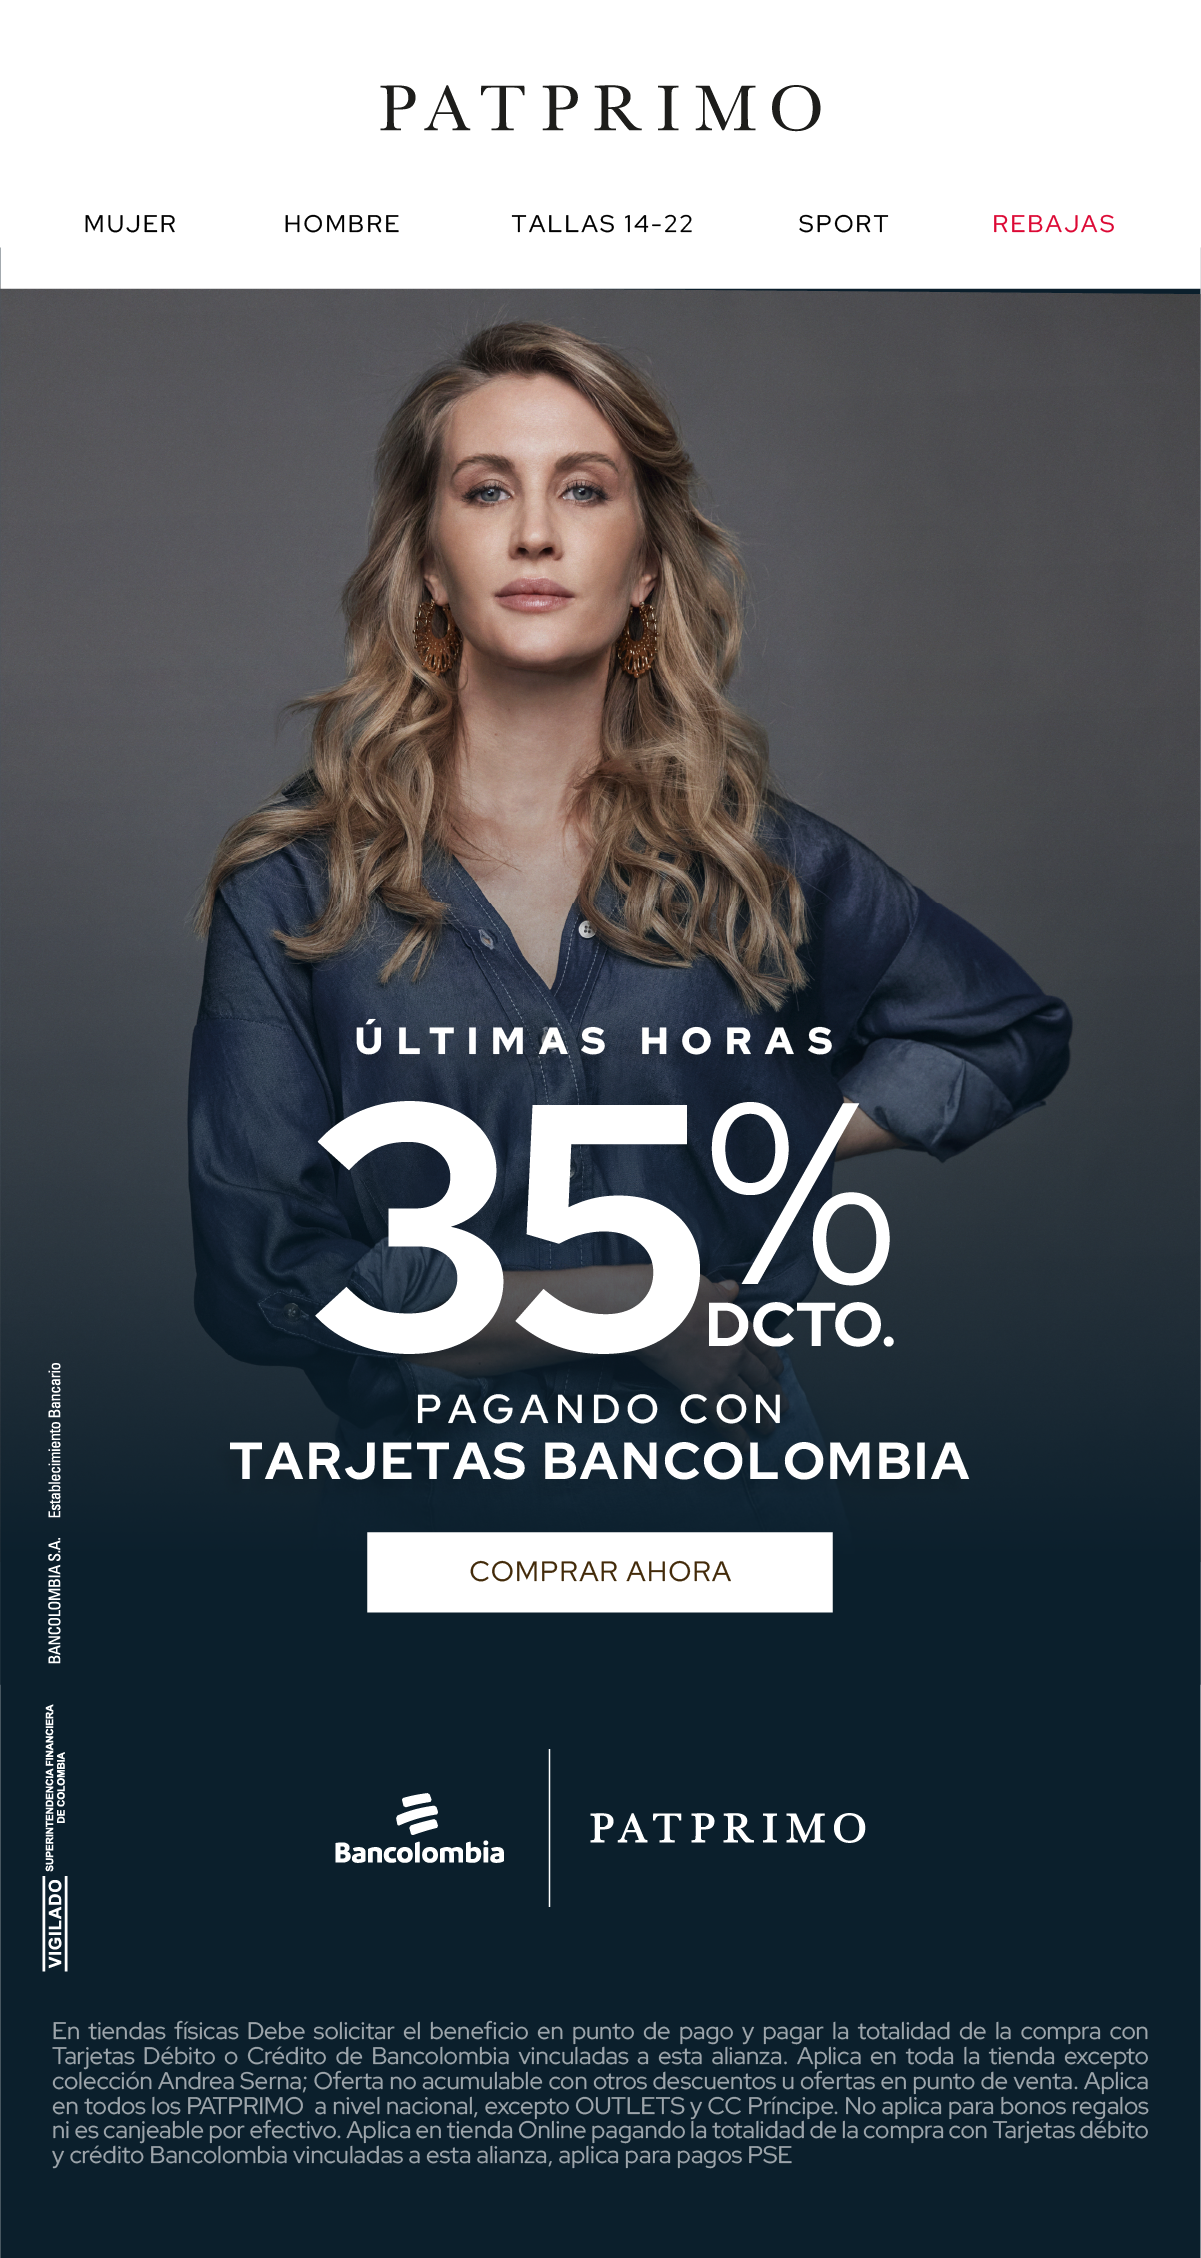 PATPRIMO
MUJER
HOMBRE
TALLAS 14-22
SPORT
REBAJAS
ÚLTIMAS HORAS
35%
DCTO.
PAGANDO CON
TARJETAS BANCOLOMBIA
COMPRAR AHORA
BANCOLOMBIA S.A. Establecimiento Bancario
VIGILADO
SUPERINTENDENCIA FINANCIERA
DE COLOMBIA
Bancolombia
PATPRIMO
En tiendas físicas Debe solicitar el beneficio en punto de pago y pagar la totalidad de la compra con
Tarjetas Débito o Crédito de Bancolombia vinculadas a esta alianza. Aplica en toda la tienda excepto
colección Andrea Serna; Oferta no acumulable con otros descuentos u ofertas en punto de venta. Aplica
en todos los PATPRIMO a nivel nacional, excepto OUTLETS y CC Príncipe. No aplica para bonos regalos
ni es canjeable por efectivo. Aplica en tienda Online pagando la totalidad de la compra con Tarjetas débito
y crédito Bancolombia vinculadas a esta alianza, aplica para pagos PSE